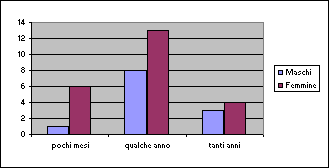 14
12
10
8
6
4
2
0
pochi mesi
qualche anno
tanti anni
Maschi
Femmine